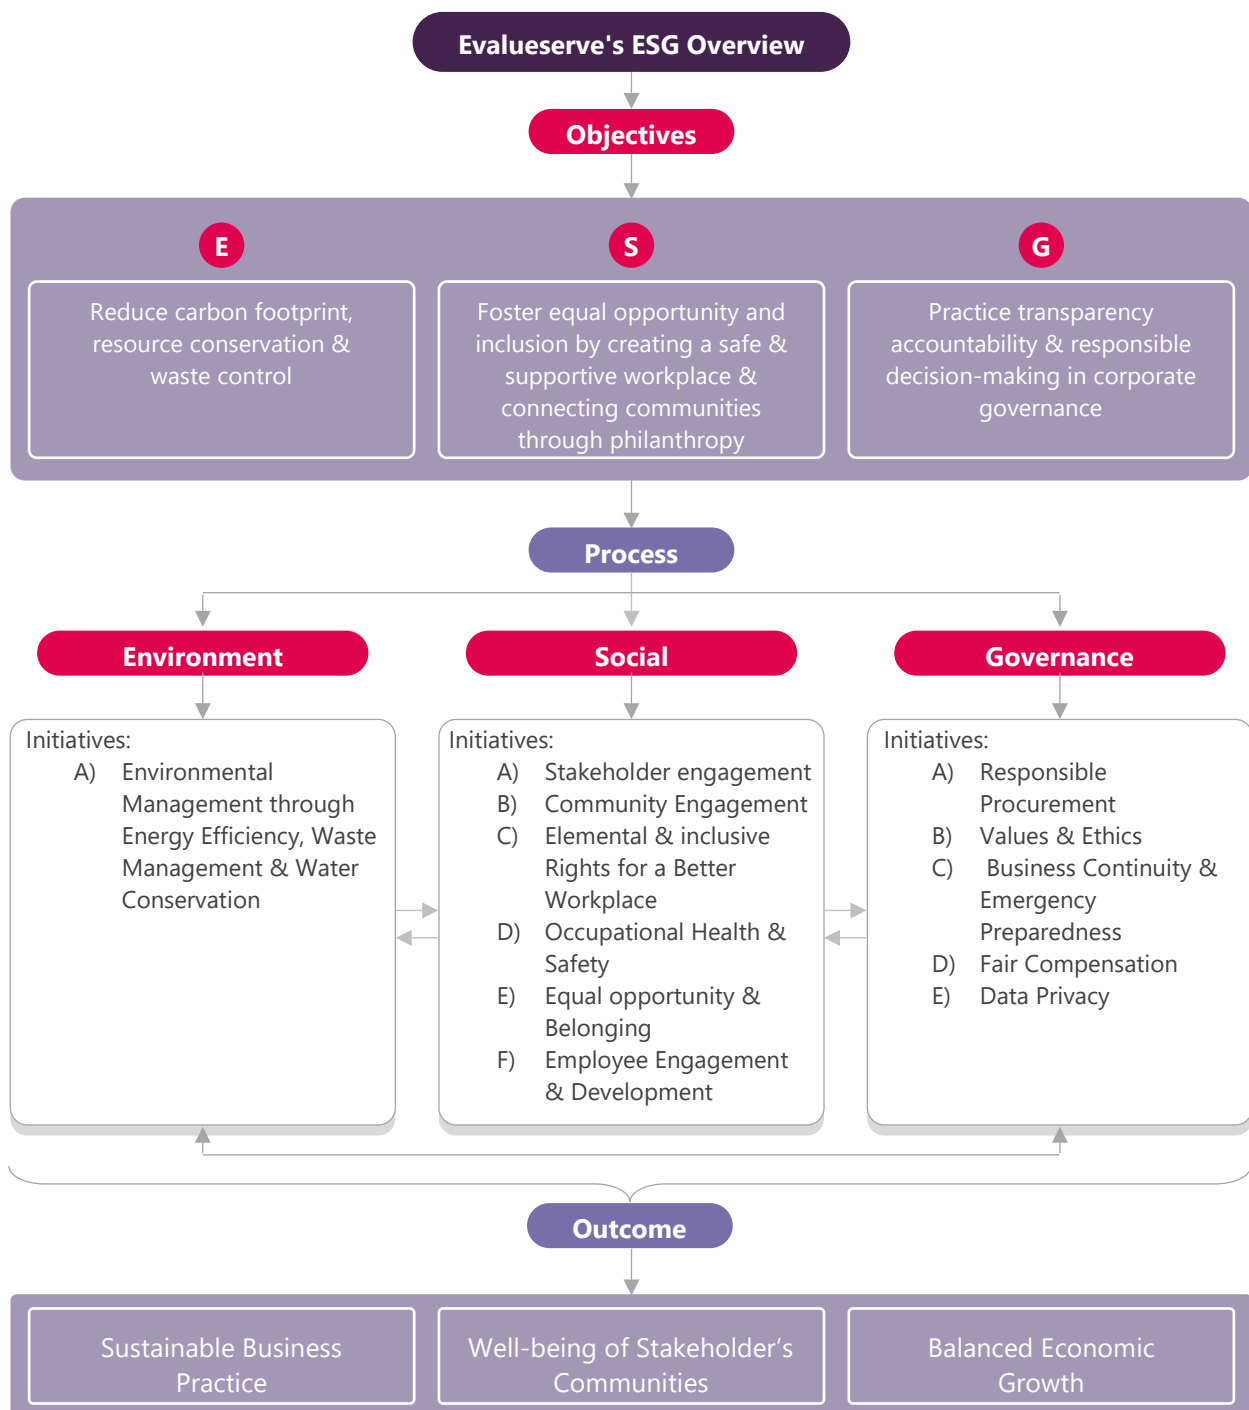 Evalueserve's ESG Overview
Objectives
E
Reduce carbon footprint,
resource conservation &
waste control
S
Foster equal opportunity and
inclusion by creating a safe &
supportive workplace &
connecting communities
through philanthropy
G
Practice transparency
accountability & responsible
decision-making in corporate
governance
Process
Environment
Initiatives:
A) Environmental
Management through
Energy Efficiency, Waste
Management & Water
Conservation
Social
Initiatives:
A) Stakeholder engagement
B) Community Engagement
C) Elemental & inclusive
Rights for a Better
Workplace
D) Occupational Health &
Safety
E) Equal opportunity &
Belonging
F) Employee Engagement
& Development
Governance
Initiatives:
A) Responsible
Procurement
B) Values & Ethics
C) Business Continuity &
Emergency
Preparedness
D) Fair Compensation
E) Data Privacy
Outcome
Sustainable Business
Practice
Well-being of Stakeholder’s
Communities
Balanced Economic
Growth